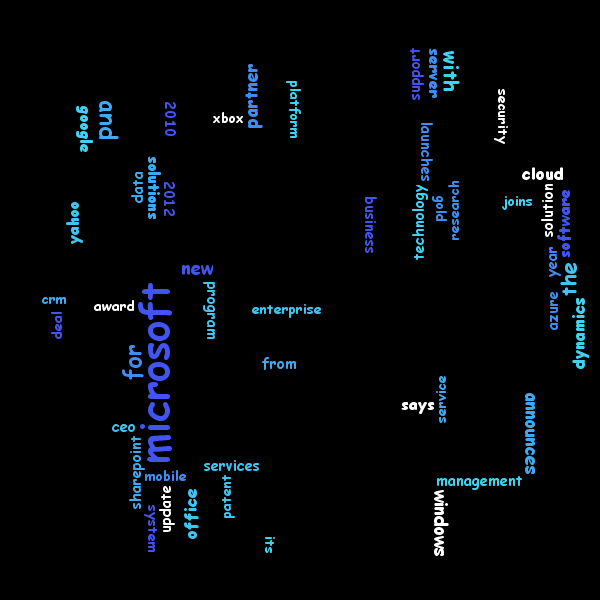 with
server
support
partner
platform
security
and
google
2010
xbox
launches
cloud
data
solutions
2012
technology
gold
research
joins
solution
software
yahoo
business
year
the
new
azure
dynamics
crm
deal
award
microsoft
program
enterprise
for
from
says
service
announces
ceo
sharepoint
mobile
services
management
system
update
office
patent
windows
its